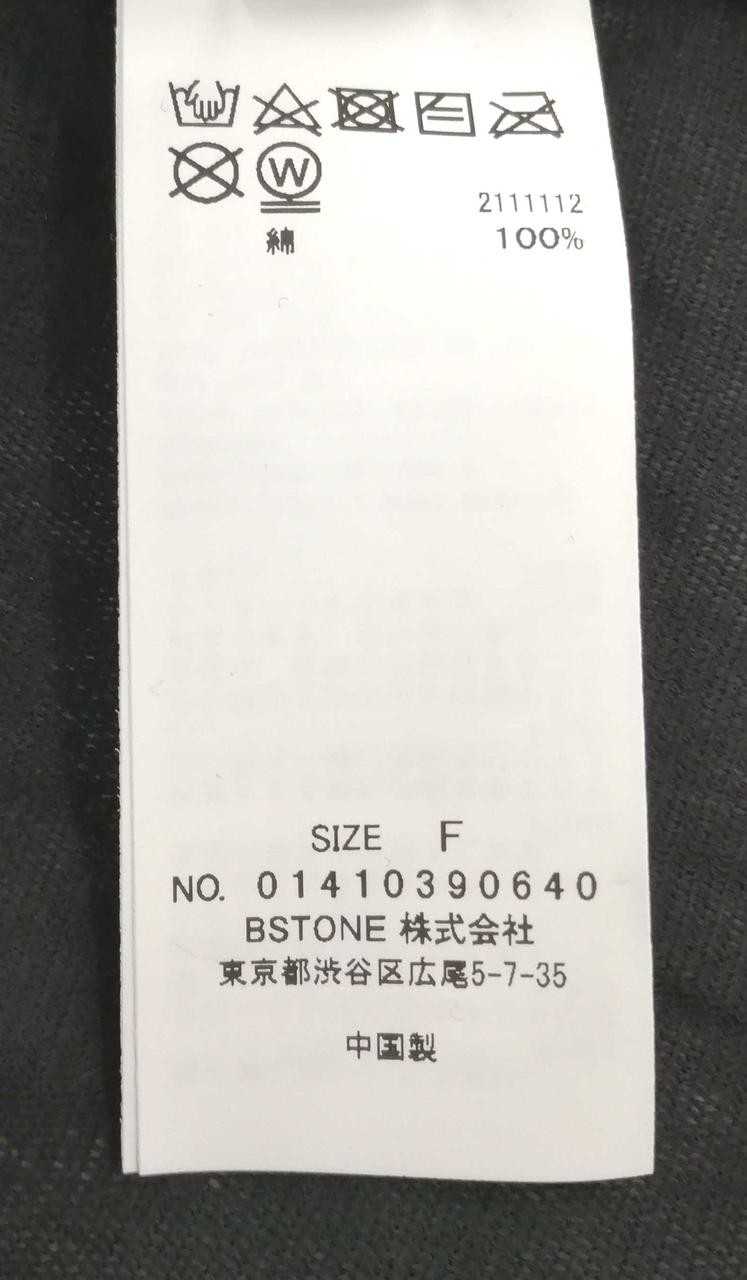 W
2111112
綿 100%
SIZE F
NO. 01410390640
BSTONE 株式会社
東京都渋谷区広尾5-7-35
中国製